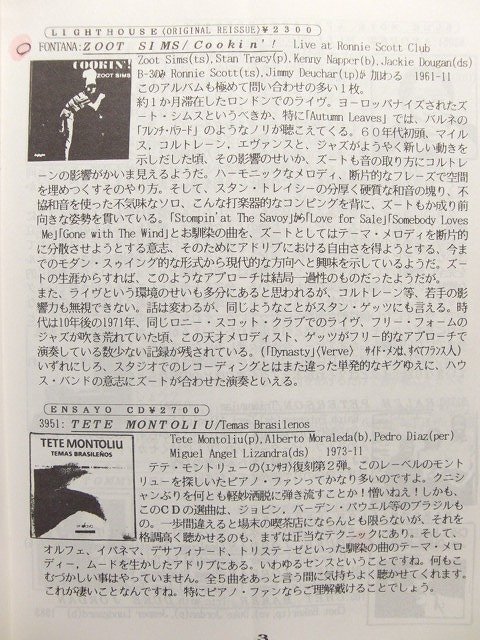 LIGHTHOUSE (ORIGINAL REISSUE) ¥2300
FONTANA: ZOOT SIMS/Cookin'! Live at Ronnie Scott Club
COOKIN'!
ZOOT SIMS
Zoot Sims(ts),Stan Tracy(p),Kenny Napper(b),Jackie Dougan(ds)
B-3のみ Ronnie Scott(ts),Jimmy Deuchar(tp)が加わる 1961-11
このアルバムも極めて問い合わせの多い1枚。
約1か月滞在したロンドンでのライヴ。ヨーロッパナイズされたズ
ート・シムスというべきか、特に「Autumn Leaves」では、バルネの
「フレンチ・バラード」のようなノリが聴こえてくる。60年代初頭、マイル
ス、コルトレーン、エヴァンスと、ジャズがようやく新しい動きを
示しだした頃、その影響のせいか、ズートも音の取り方にコルトレ
ーンの影響がかいま見えるようだ。ハーモニックなメロディ、断片的なフレーズで空間
を埋めつくすそのやり方。そして、スタン・トレイシーの分厚く硬質な和音の塊り、不
協和音を使った不気味なソロ、こんな打楽器的なコンピングを背に、ズートもか成り前
向きな姿勢を貫いている。「Stompin'at The Savoy」から「Love for Sale」「Somebody Loves
Me」「Gone with The Wind」とお馴染の曲を、ズートとしてはテーマ・メロディを断片的
に分散させようとする意志、そのためにアドリブにおける自由さを得ようとする、今ま
でのモダン・スゥイング的な形式から現代的な方向へと興味を示しているようだ。ズー
トの生涯からすれば、このようなアプローチは結局一過性のものだったようだが。
また、ライヴという環境のせいも多分にあると思われるが、コルトレーン等、若手の影
響力も無視できない。話は変わるが、同じようなことがスタン・ゲッツにも言える。時
代は10年後の1971年、同じロニー・スコット・クラブでのライヴ、フリー・フォームの
ジャズが吹き荒れていた頃、この天才メロディスト、ゲッツがフリー的なアプローチで
演奏している数少ない記録が残されている。(「Dynasty」〈Verve〉 サイド・メンは、すべてフランス人)
いずれにしろ、スタジオでのレコーディングとはまた違った単発的なギグゆえに、ハウ
ス・バンドの意志にズートが合わせた演奏といえる。
ENSAYO CD¥2700
3951: TETE MONTOLIU/Temas Brasilenos
TETE MONTOLIU
TEMAS BRASILEÑOS
Tete Montoliu(p),Alberto Moraleda(b),Pedro Diaz(per)
Miguel Angel Lizandra(ds) 1973-11
テテ・モントリューの〈エンサヨ〉復刻第2弾。このレーベルのモント
リューを探しいたピアノ・ファンってかなり多いのですよ。クニシ
ャンぶりを何とも軽妙洒脱に弾き流すことか!憎いねえ!しかも、
このCDの選曲は、ジョビン、バーデン・パウエル等のブラジルも
の。一歩間違えると場末の喫茶店にならんとも限らないが、それを
格調高く聴かせるのも、まずは正当なテクニックにあり。そして、
オルフェ、イパネマ、デサフィナード、トリステーゼといった馴染の曲のテーマ・メロ
ディー、ムードを生かしたアドリブにある。いわゆるセンスということですね。何もこ
むづかしい事はやっていません。全5曲をあっと言う間に気持ちよく聴かせてくれます。
これが凄いことなんですね。特にピアノ・ファンならご理解戴けることでしょう。
3